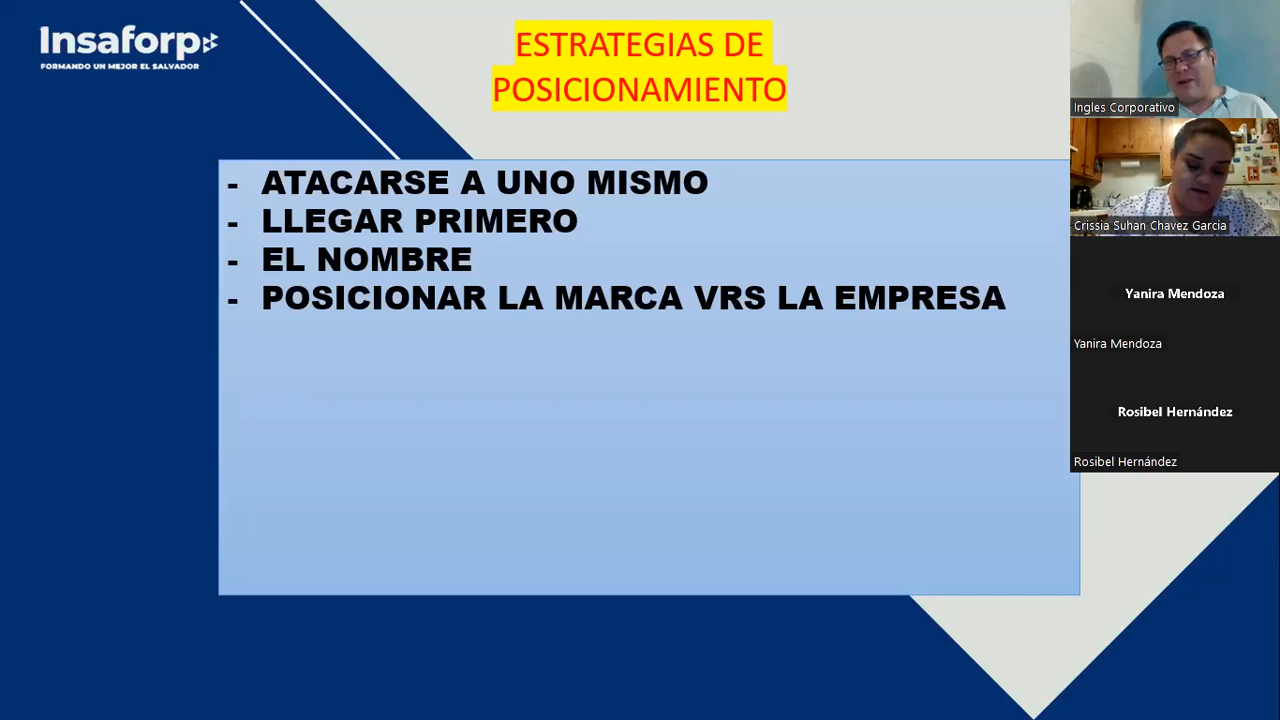 Insaforp
FORMANDO UN MEJOR EL SALVADOR
ESTRATEGIAS DE
POSICIONAMIENTO
- ATACARSE A UNO MISMO
- LLEGAR PRIMERO
- EL NOMBRE
- POSICIONAR LA MARCA VRS LA EMPRESA
Ingles Corporativo
Crissia Suhan Chavez Garcia
Yanira Mendoza
Yanira Mendoza
Rosibel Hernández
Rosibel Hernández